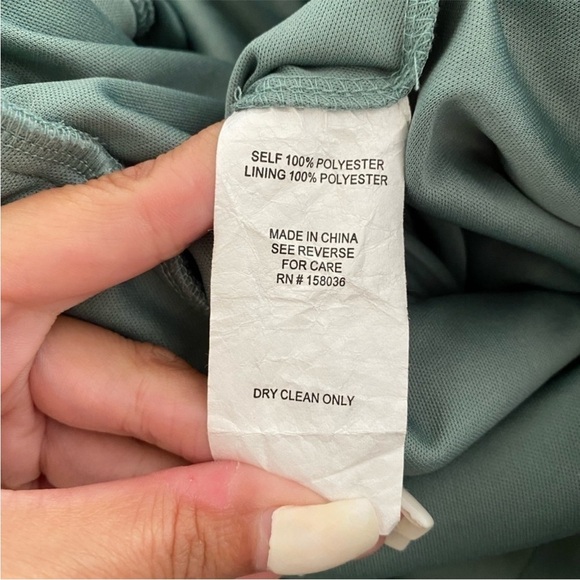 SELF 100% POLYESTER
LINING 100% POLYESTER
MADE IN CHINA
SEE REVERSE
FOR CARE
RN # 158036
DRY CLEAN ONLY